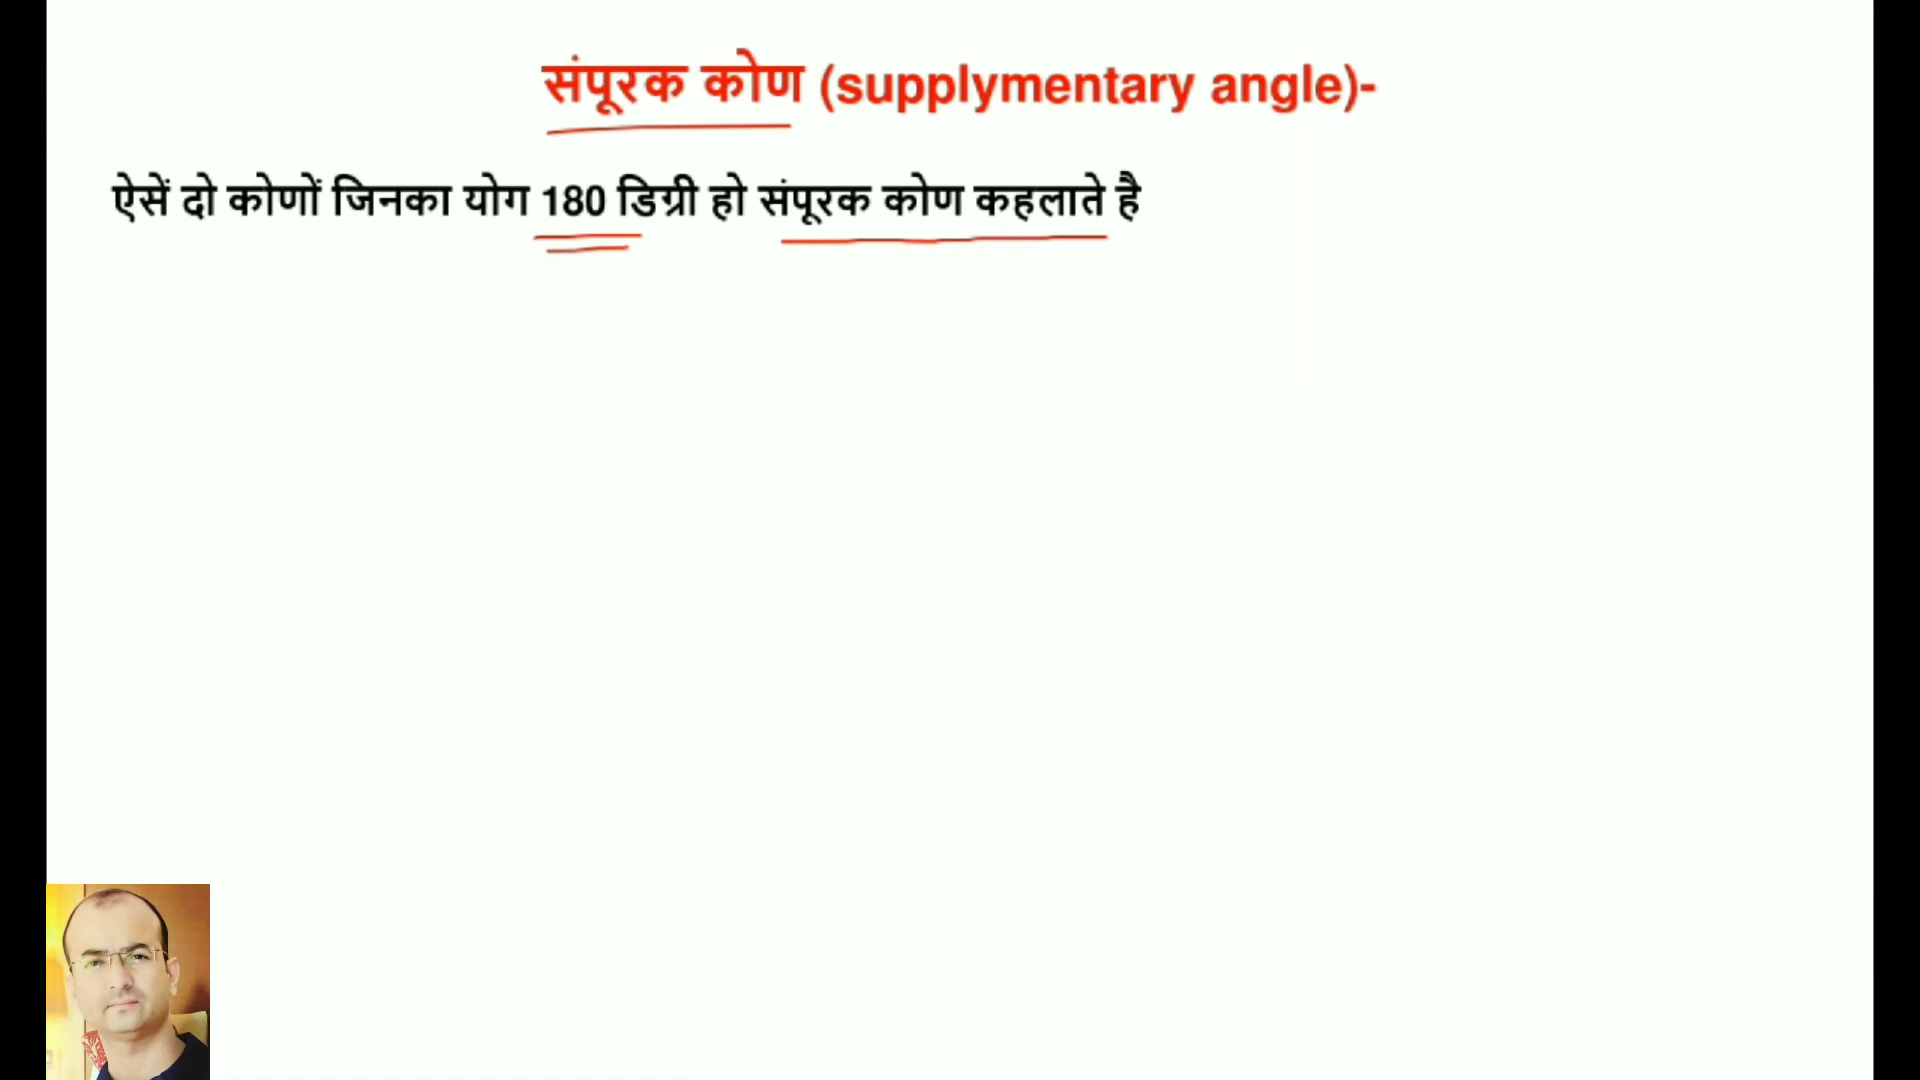 संपूरक कोण (supplymentary angle)-
ऐसें दो कोणों जिनका योग 180 डिग्री हो संपूरक कोण कहलाते है